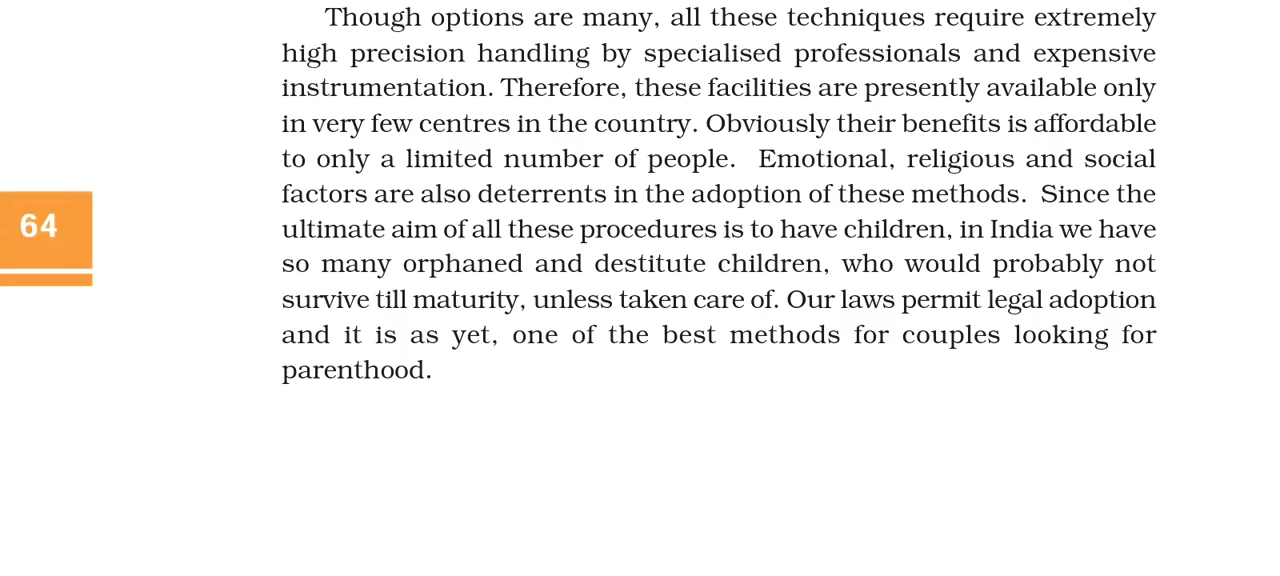 Though options are many, all these techniques require extremely
high precision handling by specialised professionals and expensive
instrumentation. Therefore, these facilities are presently available only
in very few centres in the country. Obviously their benefits is affordable
to only a limited number of people. Emotional, religious and social
factors are also deterrents in the adoption of these methods. Since the
64
ultimate aim of all these procedures is to have children, in India we have
so many orphaned and destitute children, who would probably not
survive till maturity, unless taken care of. Our laws permit legal adoption
and it is as yet, one of the best methods for couples looking for
parenthood.